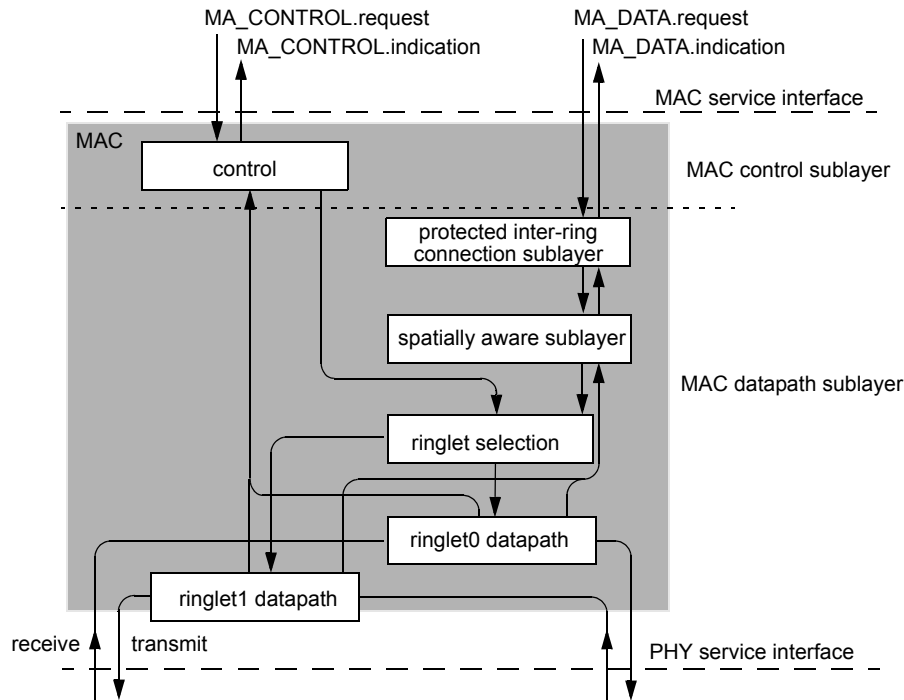 MA_CONTROL.request
MA_DATA.request
MA_CONTROL.indication
MA_DATA.indication
MAC service interface
MAC
control
MAC control sublayer
protected inter-ring
connection sublayer
spatially aware sublayer
MAC datapath sublayer
ringlet selection
ringlet0 datapath
ringlet1 datapath
receive
transmit
PHY service interface